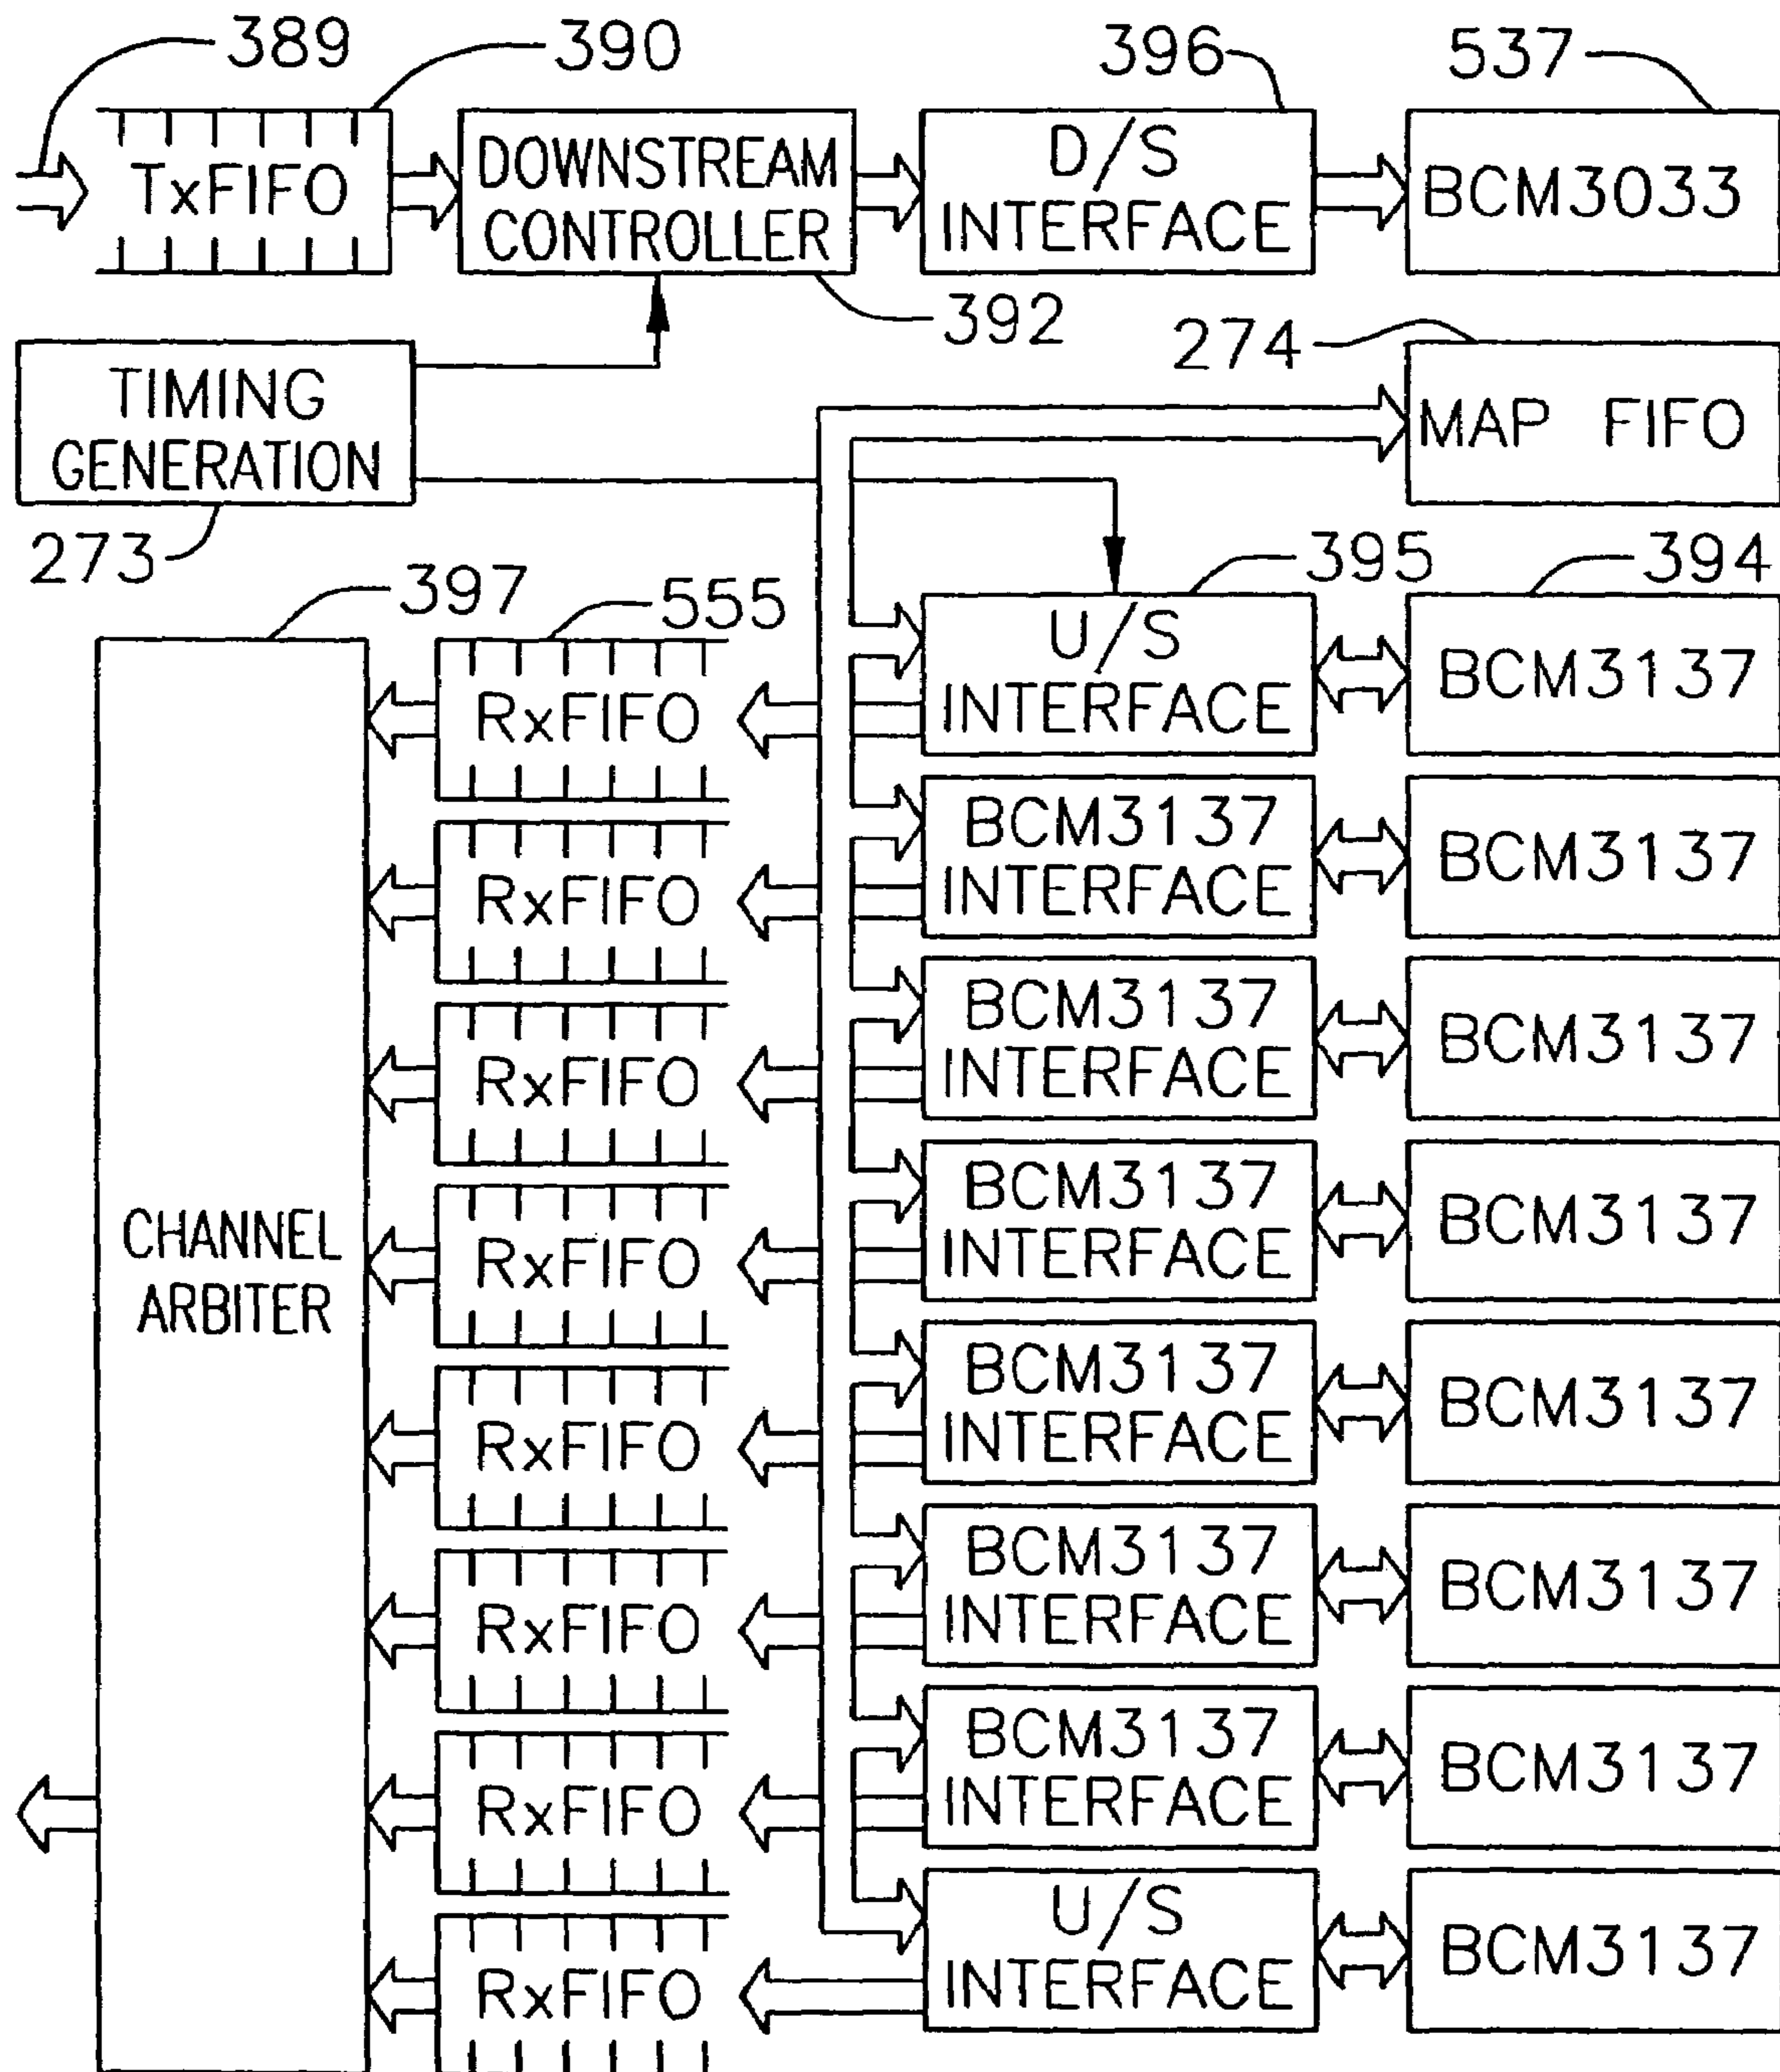 389
390
396
537
TxFIFO
DOWNSTREAM
CONTROLLER
D/S
INTERFACE
BCM3033
392
274
TIMING
GENERATION
MAP FIFO
273
397
555
395
394
CHANNEL
ARBITER
RxFIFO
U/S
INTERFACE
BCM3137
RxFIFO
BCM3137
INTERFACE
BCM3137
RxFIFO
BCM3137
INTERFACE
BCM3137
RxFIFO
BCM3137
INTERFACE
BCM3137
RxFIFO
BCM3137
INTERFACE
BCM3137
RxFIFO
BCM3137
INTERFACE
BCM3137
RxFIFO
BCM3137
INTERFACE
BCM3137
RxFIFO
U/S
INTERFACE
BCM3137